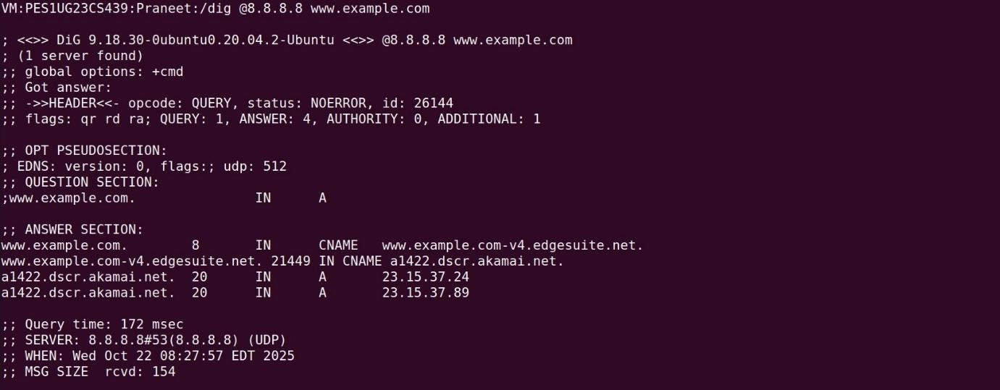 VM:PES1UG23CS439:Praneet:/dig @8.8.8.8 www.example.com
; <<>> DiG 9.18.30-0ubuntu0.20.04.2-Ubuntu <<>> @8.8.8.8 www.example.com
; (1 server found)
;; global options: +cmd
;; Got answer:
;; ->>HEADER<<- opcode: QUERY, status: NOERROR, id: 26144
;; flags: qr rd ra; QUERY: 1, ANSWER: 4, AUTHORITY: 0, ADDITIONAL: 1
;; OPT PSEUDOSECTION:
; EDNS: version: 0, flags:; udp: 512
;; QUESTION SECTION:
;www.example.com.               IN      A
;; ANSWER SECTION:
www.example.com.        8       IN      CNAME   www.example.com-v4.edgesuite.net.
www.example.com-v4.edgesuite.net. 21449 IN CNAME a1422.dscr.akamai.net.
a1422.dscr.akamai.net.  20      IN      A       23.15.37.24
a1422.dscr.akamai.net.  20      IN      A       23.15.37.89
;; Query time: 172 msec
;; SERVER: 8.8.8.8#53(8.8.8.8) (UDP)
;; WHEN: Wed Oct 22 08:27:57 EDT 2025
;; MSG SIZE  rcvd: 154